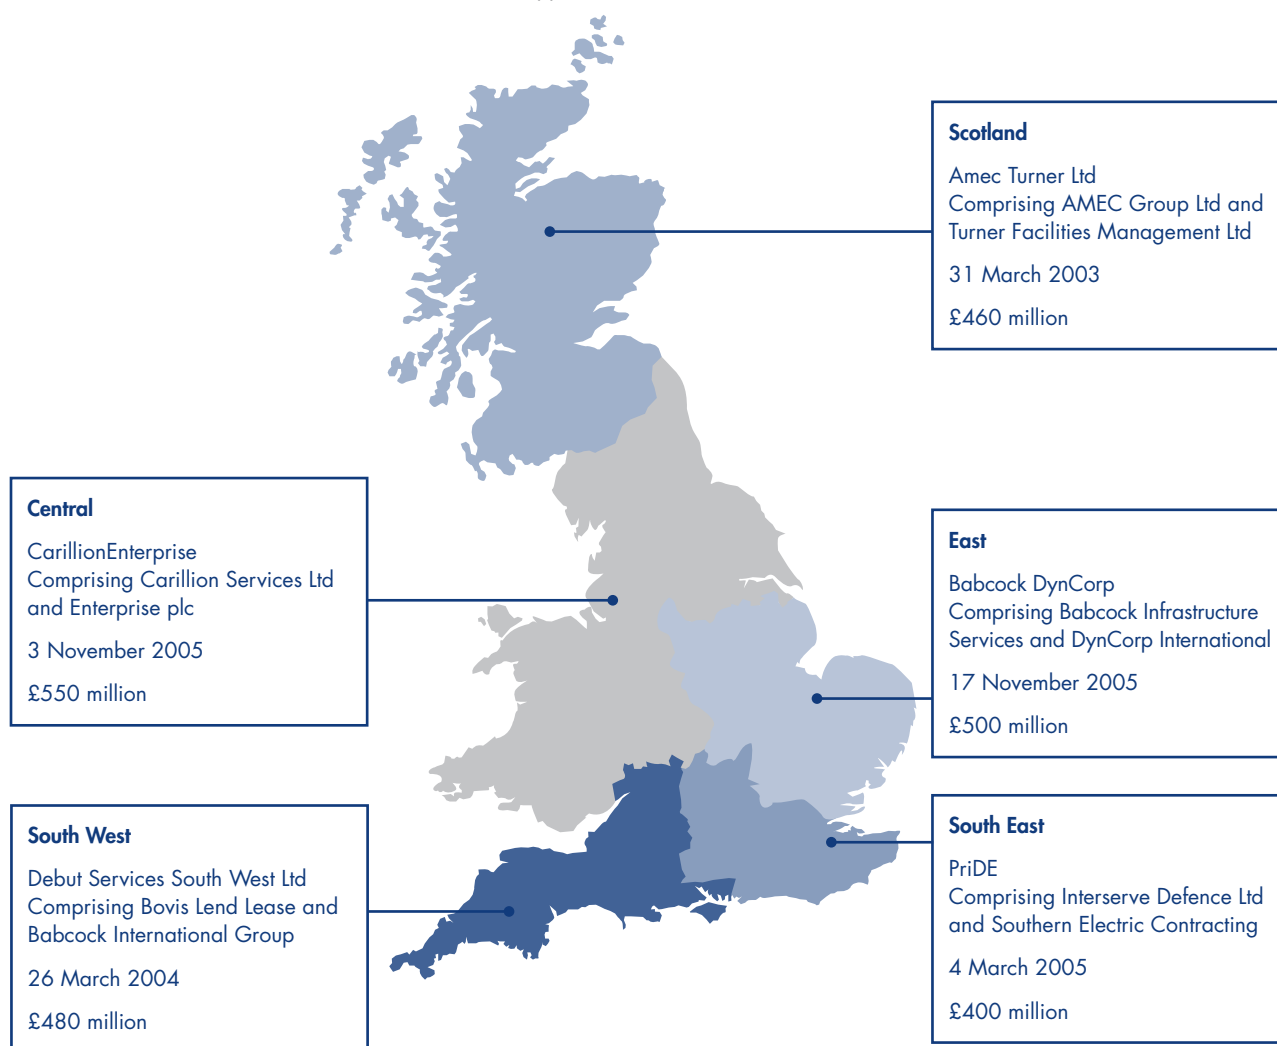 Scotland
Amec Turner Ltd
Comprising AMEC Group Ltd and
Turner Facilities Management Ltd
31 March 2003
£460 million
Central
CarillionEnterprise
Comprising Carillion Services Ltd
and Enterprise plc
3 November 2005
£550 million
East
Babcock DynCorp
Comprising Babcock Infrastructure
Services and DynCorp International
17 November 2005
£500 million
South West
Debut Services South West Ltd
Comprising Bovis Lend Lease and
Babcock International Group
26 March 2004
£480 million
South East
PriDE
Comprising Interserve Defence Ltd
and Southern Electric Contracting
4 March 2005
£400 million